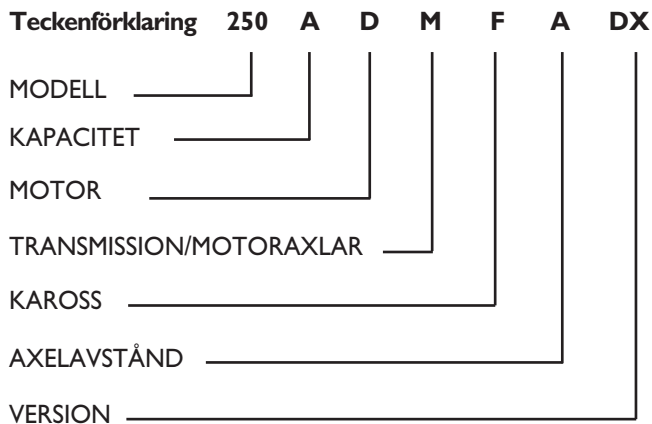 Teckenförklaring 250 A D M F A DX
MODELL
KAPACITET
MOTOR
TRANSMISSION/MOTORAXLAR
KAROSS
AXELAVSTÅND
VERSION